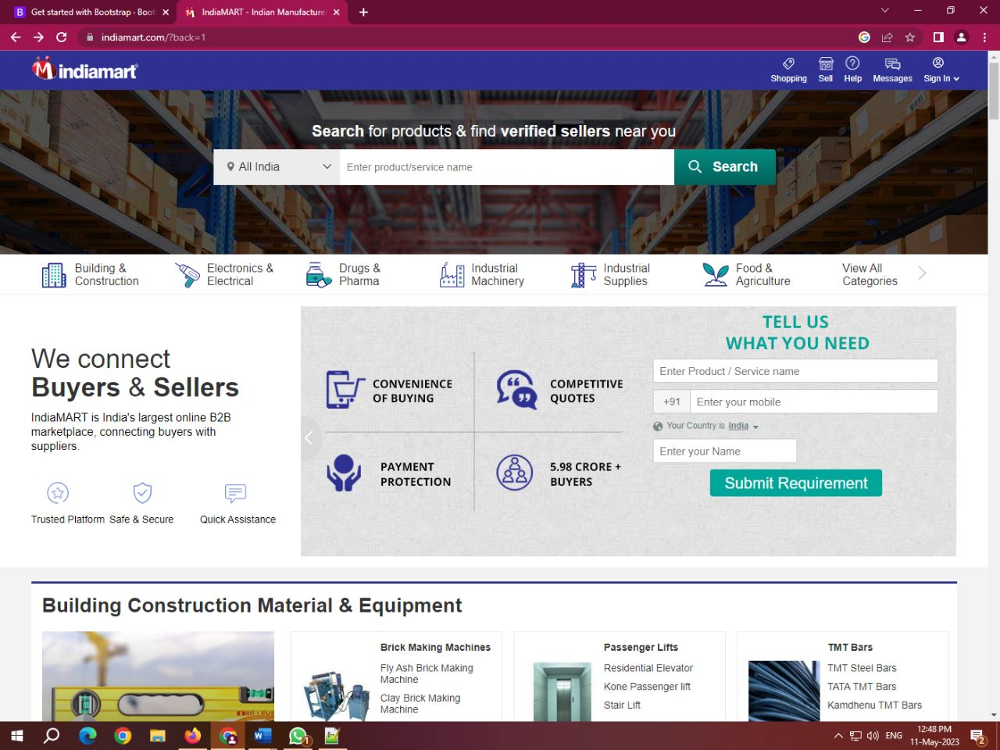 Get started with Bootstrap · Boot
IndiaMART - Indian Manufacture
indiamart.com/?back=1
indiamart
Shopping
Sell
Help
Messages
Sign In
Search for products & find verified sellers near you
All India
Enter product/service name
Search
Building &
Construction
Electronics &
Electrical
Drugs &
Pharma
Industrial
Machinery
Industrial
Supplies
Food &
Agriculture
View All
Categories
We connect
Buyers & Sellers
IndiaMART is India's largest online B2B
marketplace, connecting buyers with
suppliers.
Trusted Platform
Safe & Secure
Quick Assistance
CONVENIENCE
OF BUYING
COMPETITIVE
QUOTES
PAYMENT
PROTECTION
5.98 CRORE +
BUYERS
TELL US
WHAT YOU NEED
Enter Product / Service name
+91
Enter your mobile
Your Country is India
Enter your Name
Submit Requirement
Building Construction Material & Equipment
Brick Making Machines
Fly Ash Brick Making
Machine
Clay Brick Making
Machine
Passenger Lifts
Residential Elevator
Kone Passenger lift
Stair Lift
TMT Bars
TMT Steel Bars
TATA TMT Bars
Kamdhenu TMT Bars
ENG
12:48 PM
11-May-2023
2